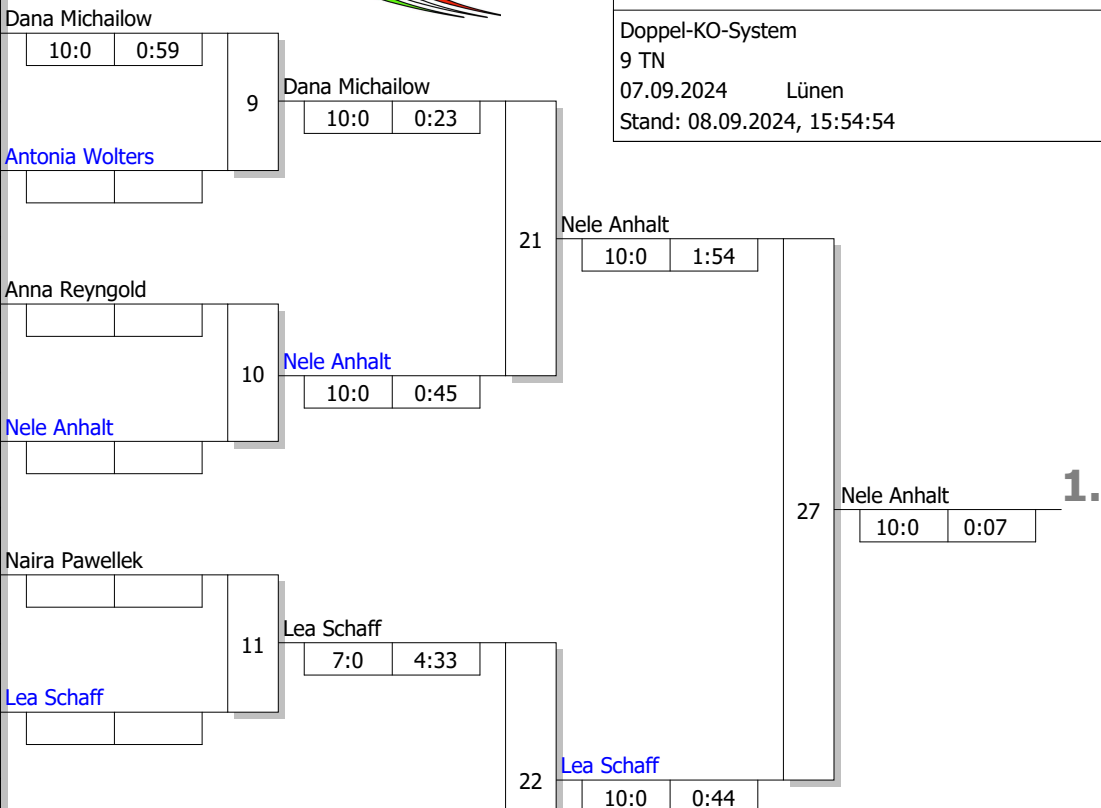 Dana Michailow
10:0 0:59
9
Dana Michailow
10:0 0:23
Antonia Wolters
Doppel-KO-System
9 TN
07.09.2024 Lünen
Stand: 08.09.2024, 15:54:54
21
Nele Anhalt
10:0 1:54
Anna Reyngold
10
Nele Anhalt
10:0 0:45
Nele Anhalt
27
Nele Anhalt
10:0 0:07
1.
Naira Pawellek
11
Lea Schaff
7:0 4:33
Lea Schaff
22
Lea Schaff
10:0 0:44